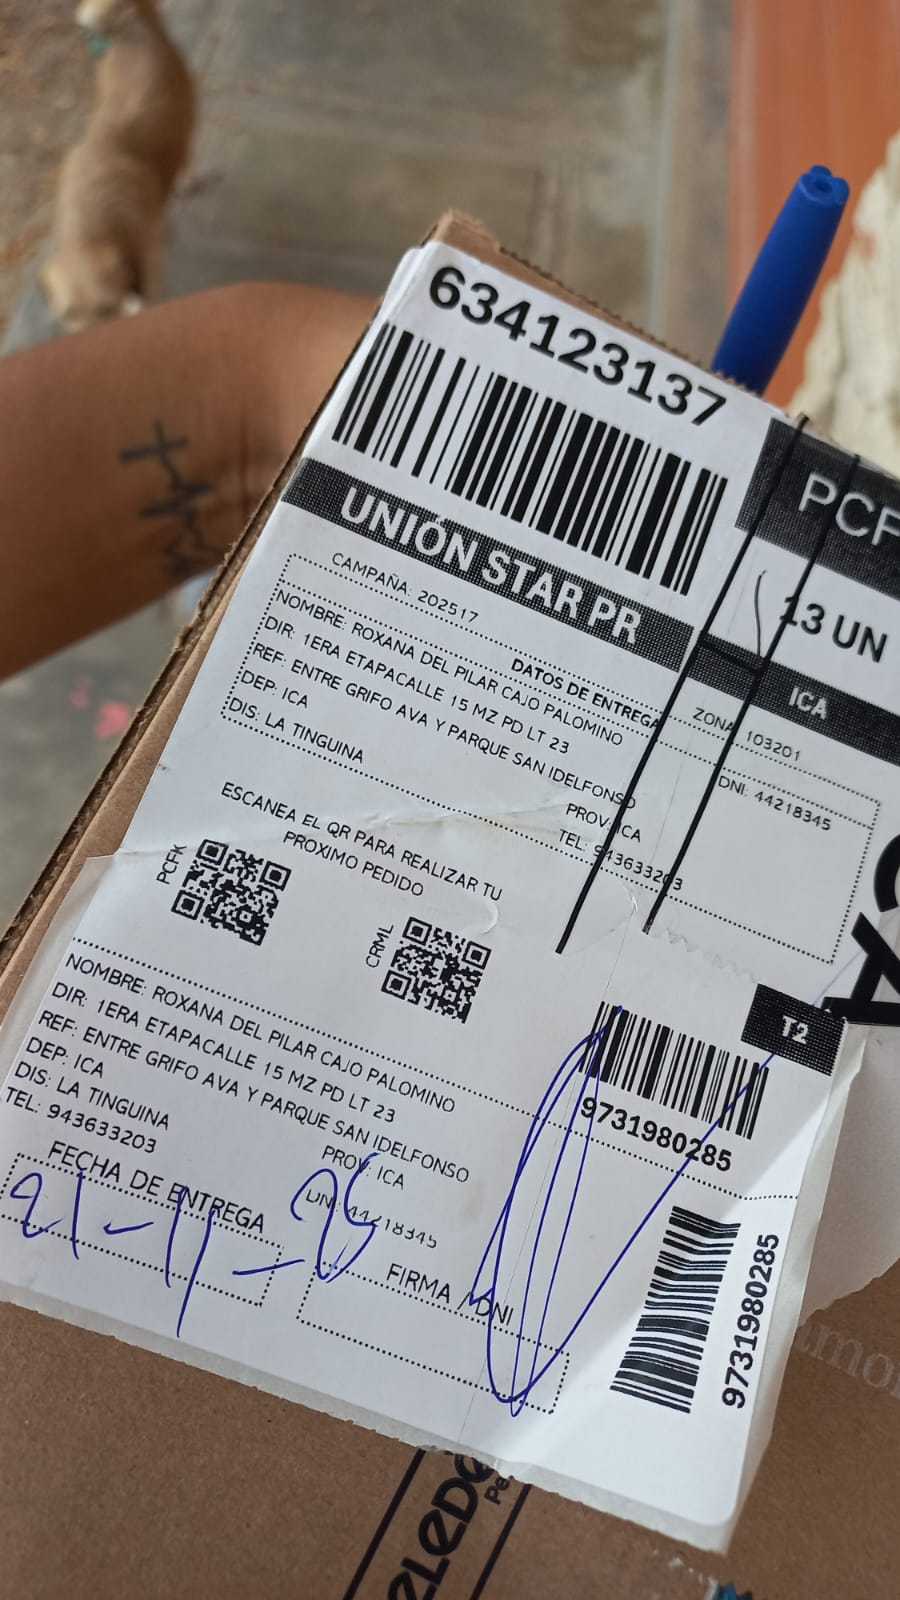 634123137
PCF
13 UN
UNIÓN STAR PR
ICA
CAMPAÑA: 202517
DATOS DE ENTREGA
ZONA 103201
NOMBRE: ROXANA DEL PILAR CAJO PALOMINO
DNI: 44218345
DIR: 1ERA ETAPACALLE 15 MZ PD LT 23
REF: ENTRE GRIFO AVA Y PARQUE SAN IDELFONSO
DEP: ICA
PROV: ICA
DIS: LA TINGUINA
TEL: 943633203
ESCANEA EL QR PARA REALIZAR TU
PROXIMO PEDIDO
PCFK
CRML
CA
T2
NOMBRE: ROXANA DEL PILAR CAJO PALOMINO
DIR: 1ERA ETAPACALLE 15 MZ PD LT 23
REF: ENTRE GRIFO AVA Y PARQUE SAN IDELFONSO
DEP: ICA
PROV: ICA
DIS: LA TINGUINA
DNI: 44218345
TEL: 943633203
9731980285
FECHA DE ENTREGA
21-11-25
FIRMA / DNI
9731980285